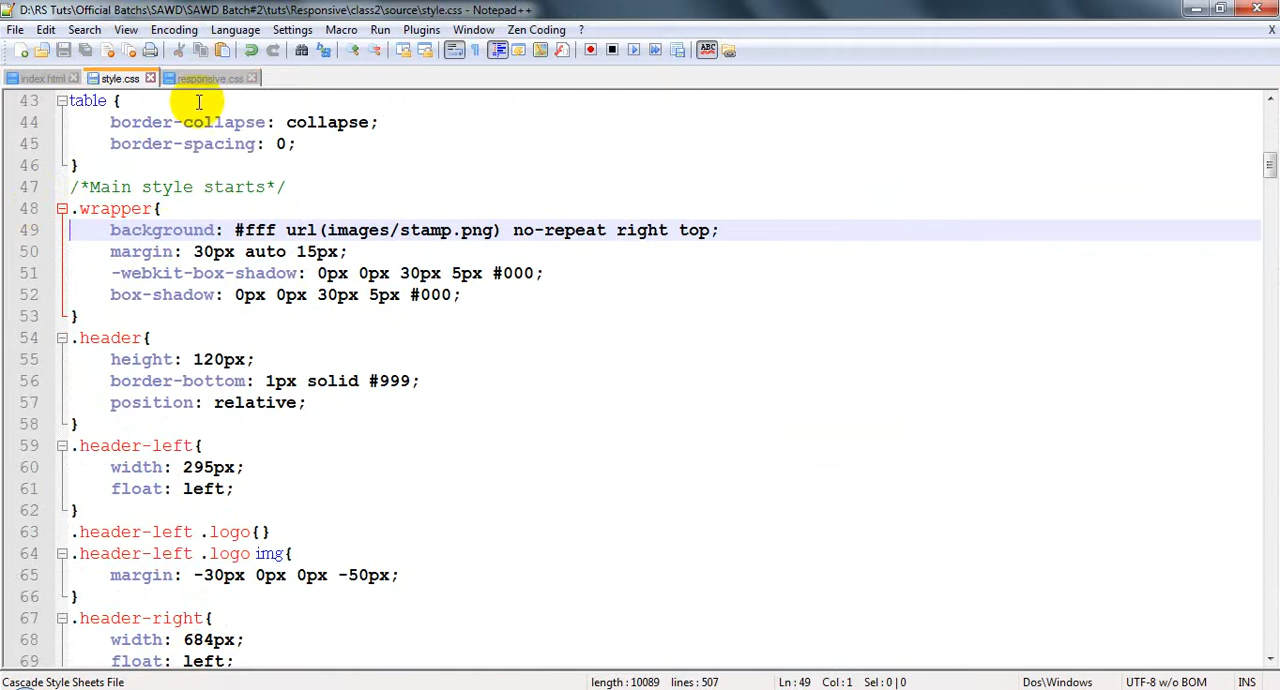 D:\RS Tuts\Official Batchs\SAWD\SAWD Batch#2\tuts\Responsive\class2\source\style.css - Notepad++
File Edit Search View Encoding Language Settings Macro Run Plugins Window Zen Coding ? X
index.html style.css responsive.css
43 table {
44 border-collapse: collapse;
45 border-spacing: 0;
46 }
47 /*Main style starts*/
48 .wrapper{
49 background: #fff url(images/stamp.png) no-repeat right top;
50 margin: 30px auto 15px;
51 -webkit-box-shadow: 0px 0px 30px 5px #000;
52 box-shadow: 0px 0px 30px 5px #000;
53 }
54 .header{
55 height: 120px;
56 border-bottom: 1px solid #999;
57 position: relative;
58 }
59 .header-left{
60 width: 295px;
61 float: left;
62 }
63 .header-left .logo{}
64 .header-left .logo img{
65 margin: -30px 0px 0px -50px;
66 }
67 .header-right{
68 width: 684px;
69 float: left;
Cascade Style Sheets File length : 10089 lines : 507 Ln : 49 Col : 1 Sel : 0 | 0 Dos\Windows UTF-8 w/o BOM INS